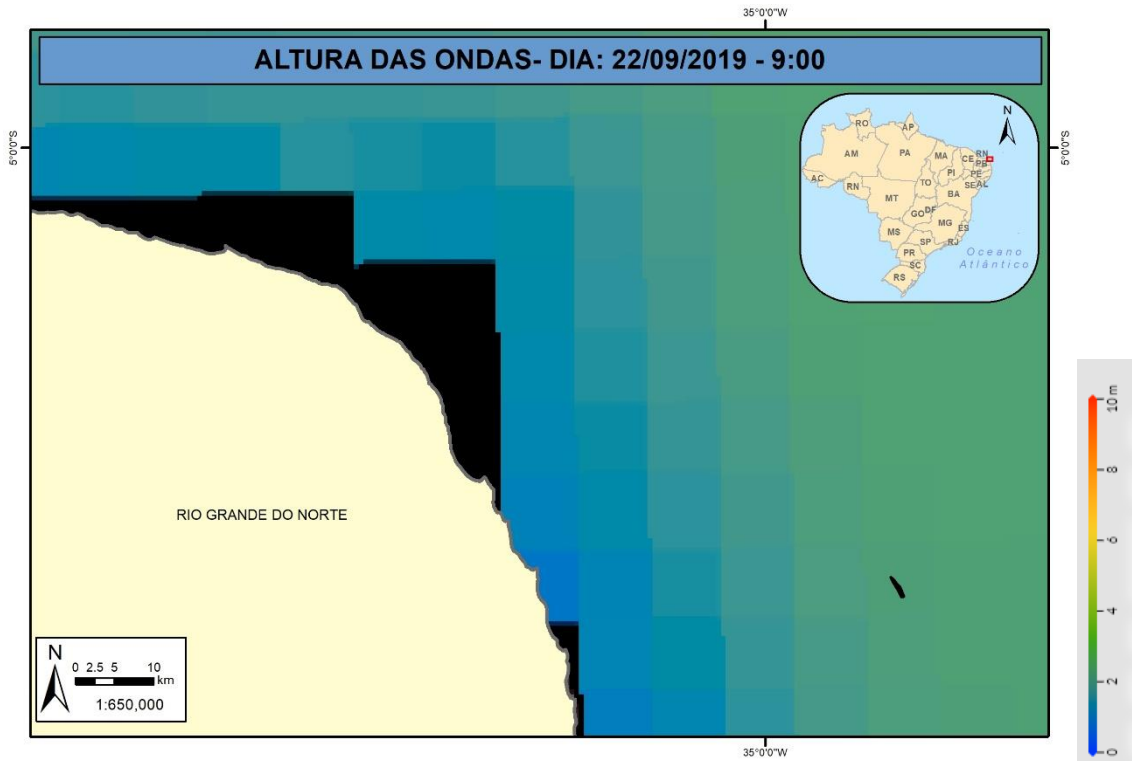 35°0'0"W
ALTURA DAS ONDAS- DIA: 22/09/2019 - 9:00
5°0'0"S
5°0'0"S
N
RO
AP
AM
PA
MA
CE
RN
PB
PE
AL
SE
PI
AC
RN
TO
BA
MT
GO
DF
MG
ES
MS
SP
RJ
PR
SC
RS
Oceano
Atlântico
10 m
8
6
4
2
0
RIO GRANDE DO NORTE
N
0 2.5 5 10
km
1:650,000
35°0'0"W